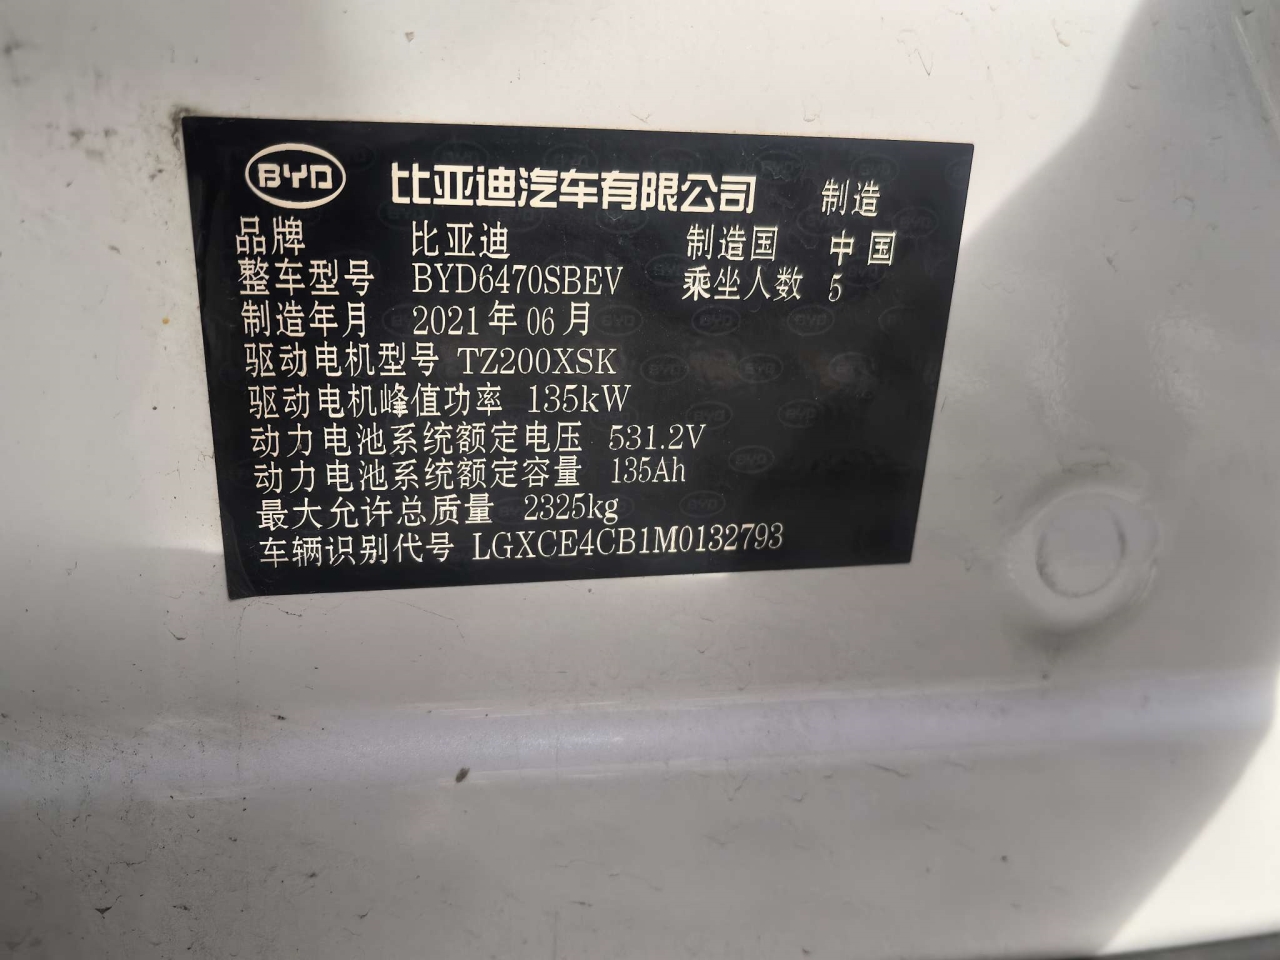 BYD 比亚迪汽车有限公司 制造
品牌 比亚迪 制造国 中国
整车型号 BYD6470SBEV 乘坐人数 5
制造年月 2021年06月
驱动电机型号 TZ200XSK
驱动电机峰值功率 135kW
动力电池系统额定电压 531.2V
动力电池系统额定容量 135Ah
最大允许总质量 2325kg
车辆识别代号 LGXCE4CB1M0132793